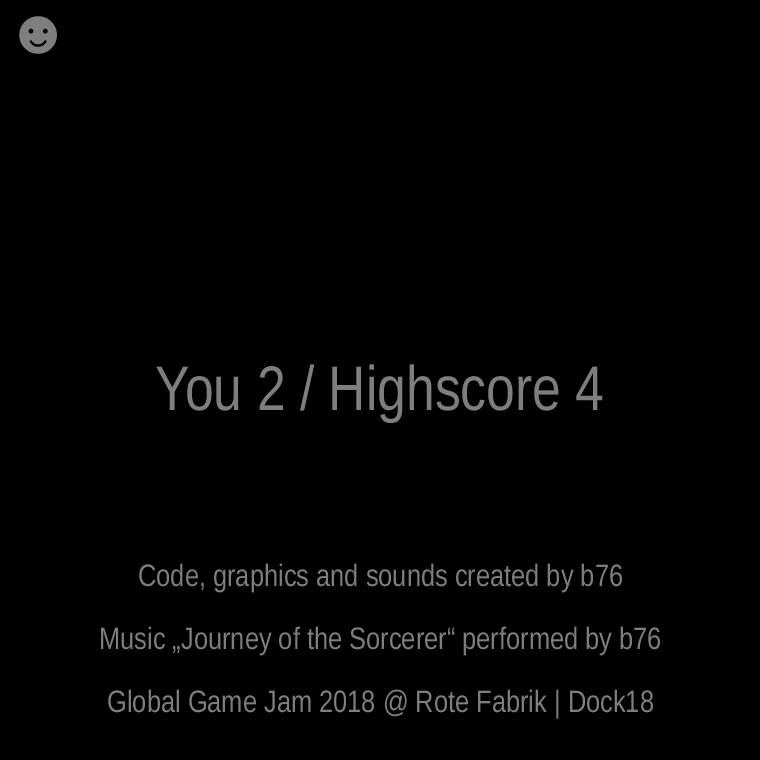 You 2 / Highscore 4
Code, graphics and sounds created by b76
Music „Journey of the Sorcerer“ performed by b76
Global Game Jam 2018 @ Rote Fabrik | Dock18